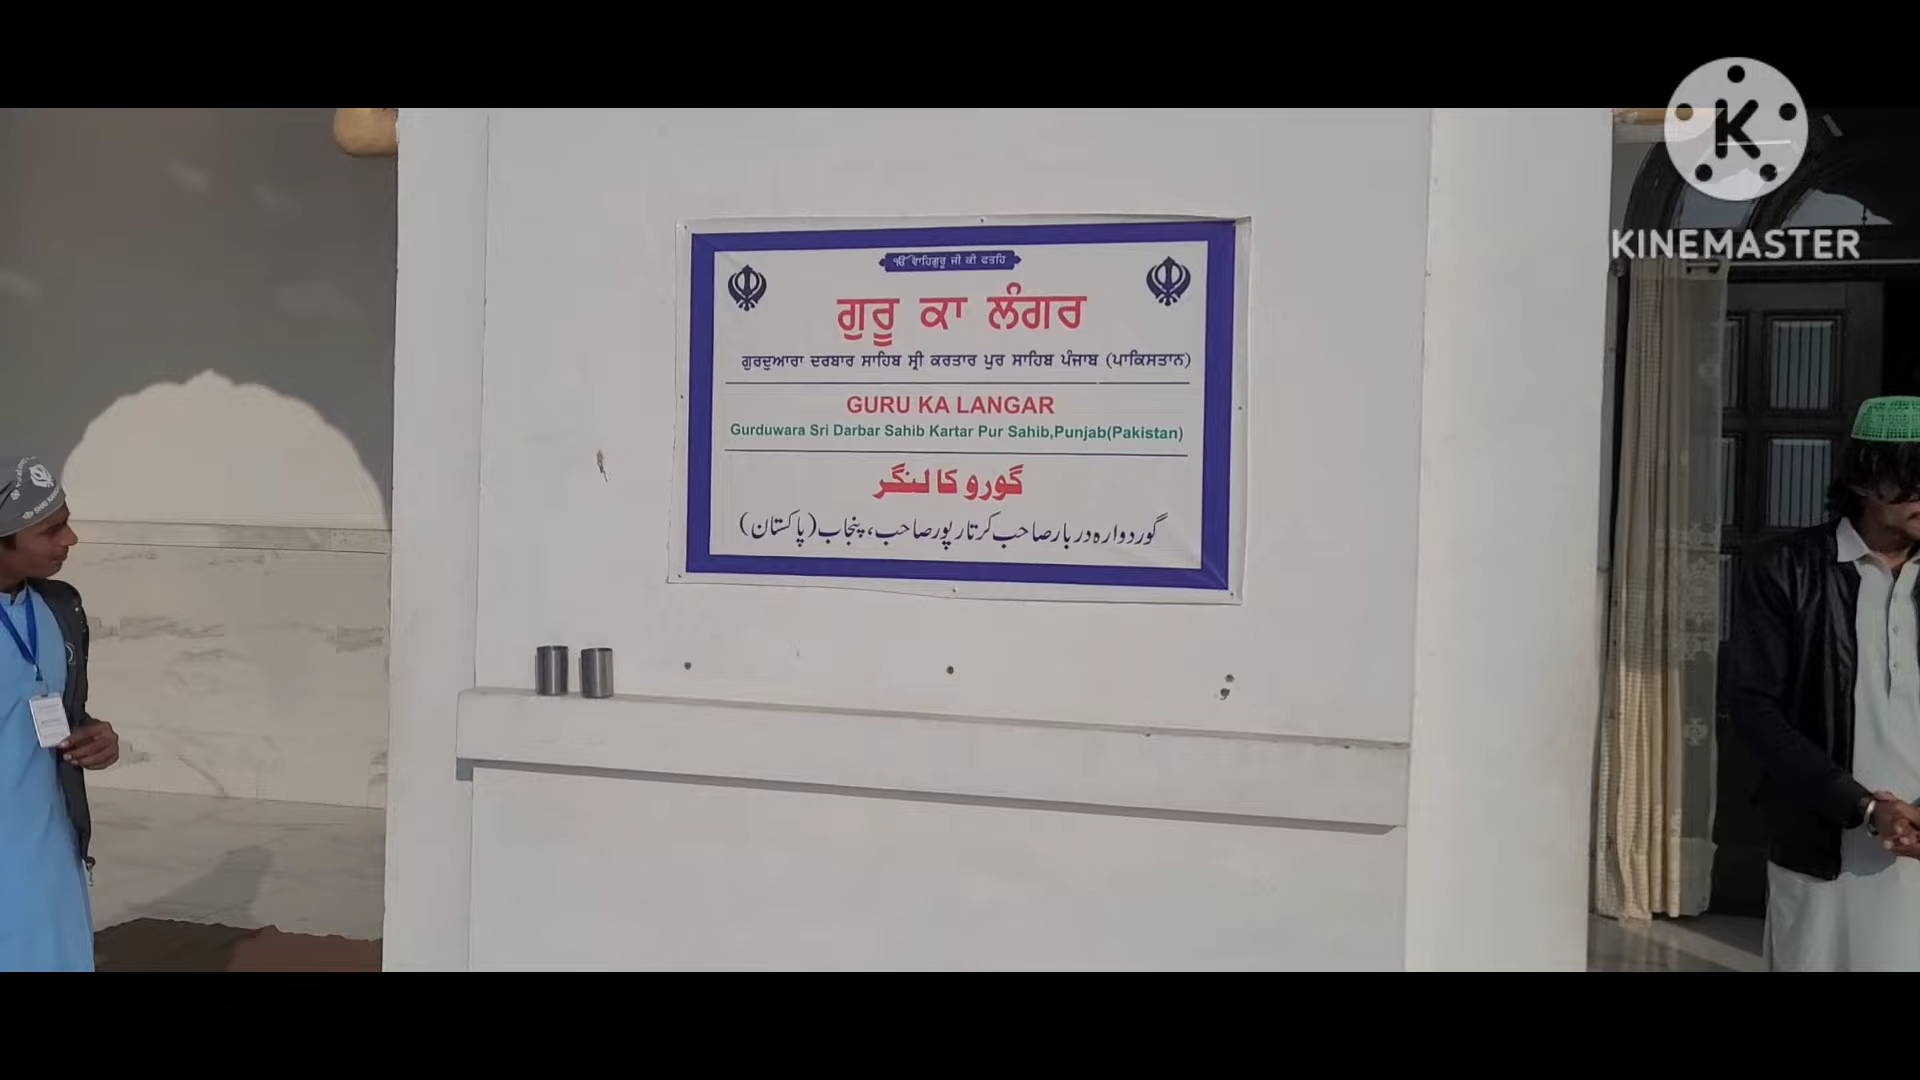 KINEMASTER
ੴ ਵਾਹਿਗੁਰੂ ਜੀ ਕੀ ਫਤਹਿ
ਗੁਰੂ ਕਾ ਲੰਗਰ
ਗੁਰਦੁਆਰਾ ਦਰਬਾਰ ਸਾਹਿਬ ਸ੍ਰੀ ਕਰਤਾਰ ਪੁਰ ਸਾਹਿਬ ਪੰਜਾਬ (ਪਾਕਿਸਤਾਨ)
GURU KA LANGAR
Gurduwara Sri Darbar Sahib Kartar Pur Sahib,Punjab(Pakistan)
گورو کا لنگر
گوردوارہ دربار صاحب کرتار پور صاحب، پنجاب (پاکستان)